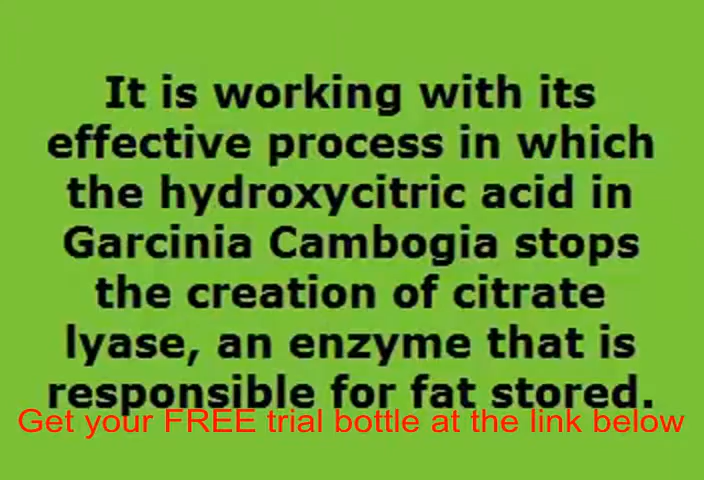 It is working with its
effective process in which
the hydroxycitric acid in
Garcinia Cambogia stops
the creation of citrate
lyase, an enzyme that is
responsible for fat stored.
Get your FREE trial bottle at the link below